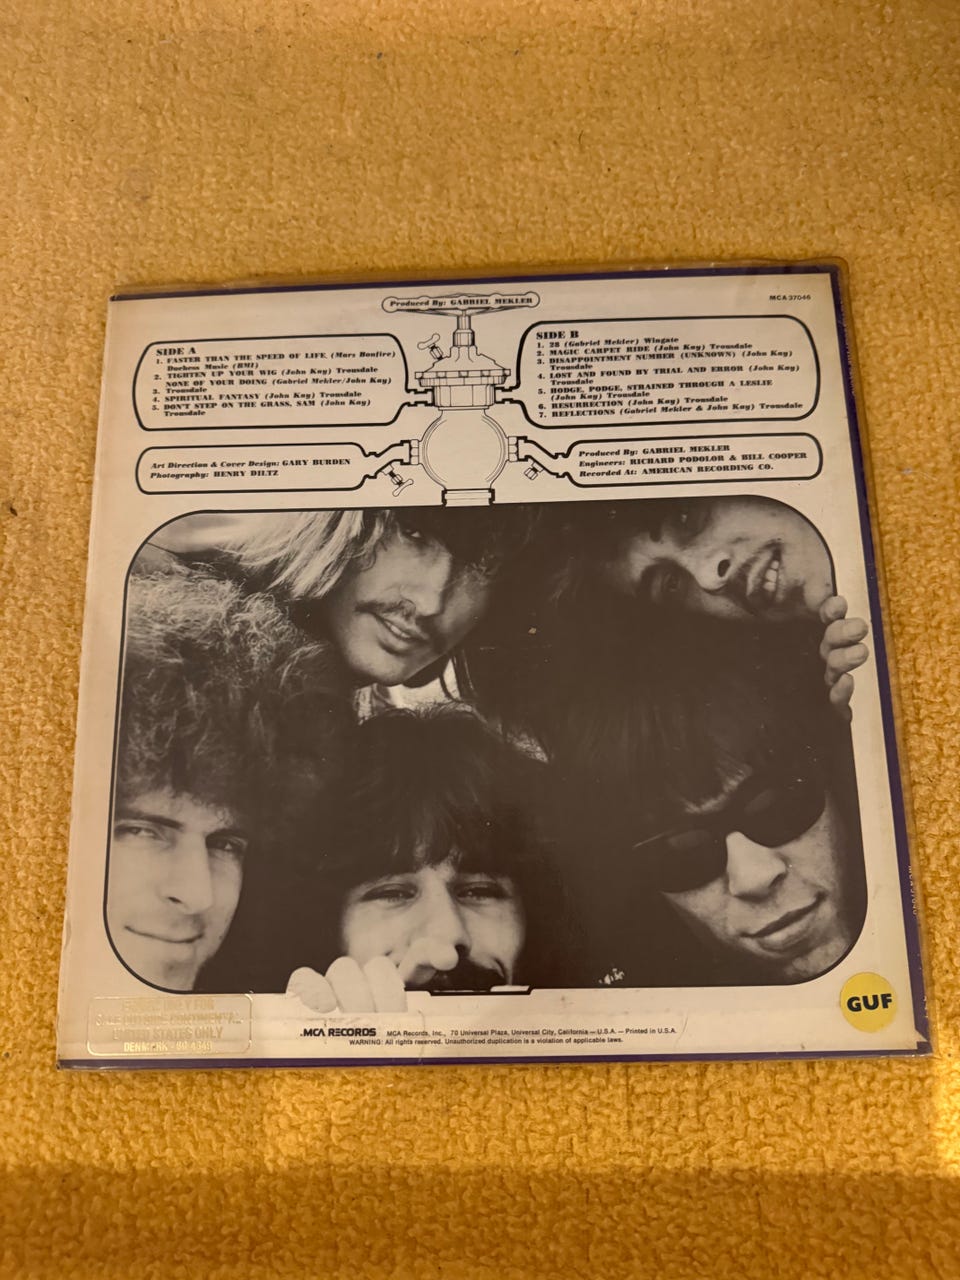 Produced By: GABRIEL MEKLER
MCA 37046
SIDE A
1. FASTER THAN THE SPEED OF LIFE (Mars Bonfire)
Duchess Music (BMI)
2. TIGHTEN UP YOUR WIG (John Kay) Trousdale
NONE OF YOUR DOING (Gabriel Mekler/John Kay)
3. Trousdale
4. SPIRITUAL FANTASY (John Kay) Trousdale
5. DON'T STEP ON THE GRASS, SAM (John Kay)
Trousdale
SIDE B
1. 28 (Gabriel Mekler) Wingate
2. MAGIC CARPET RIDE (John Kay) Trousdale
3. DISAPPOINTMENT NUMBER (UNKNOWN) (John Kay)
Trousdale
4. LOST AND FOUND BY TRIAL AND ERROR (John Kay)
Trousdale
5. HODGE, PODGE, STRAINED THROUGH A LESLIE
(John Kay) Trousdale
6. RESURRECTION (John Kay) Trousdale
7. REFLECTIONS (Gabriel Mekler & John Kay) Trousdale
Art Direction & Cover Design: GARY BURDEN
Photography: HENRY DILTZ
Produced By: GABRIEL MEKLER
Engineers: RICHARD PODOLOR & BILL COOPER
Recorded At: AMERICAN RECORDING CO.
GUF
SALE OUTSIDE CONTINENTAL
UNITED STATES ONLY
MCA RECORDS MCA Records, Inc., 70 Universal Plaza, Universal City, California — U.S.A. — Printed in U.S.A.
WARNING: All rights reserved. Unauthorized duplication is a violation of applicable laws.